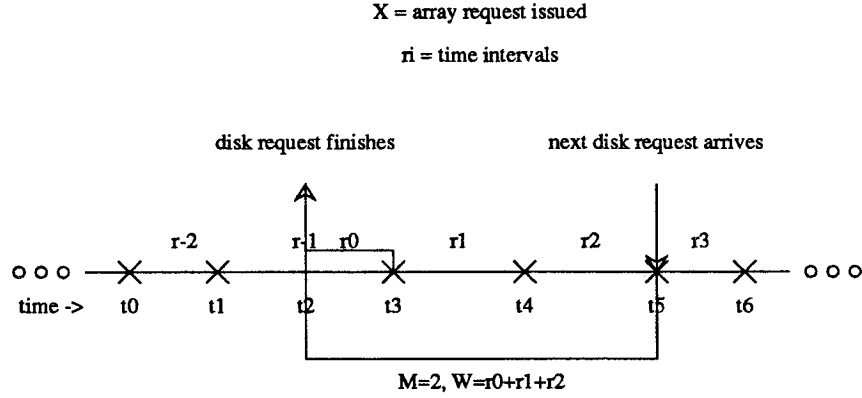 X = array request issued
ri = time intervals
disk request finishes next disk request arrives
r-2 r-1 r0 r1 r2 r3
time -> t0 t1 t2 t3 t4 t5 t6
M=2, W=r0+r1+r2